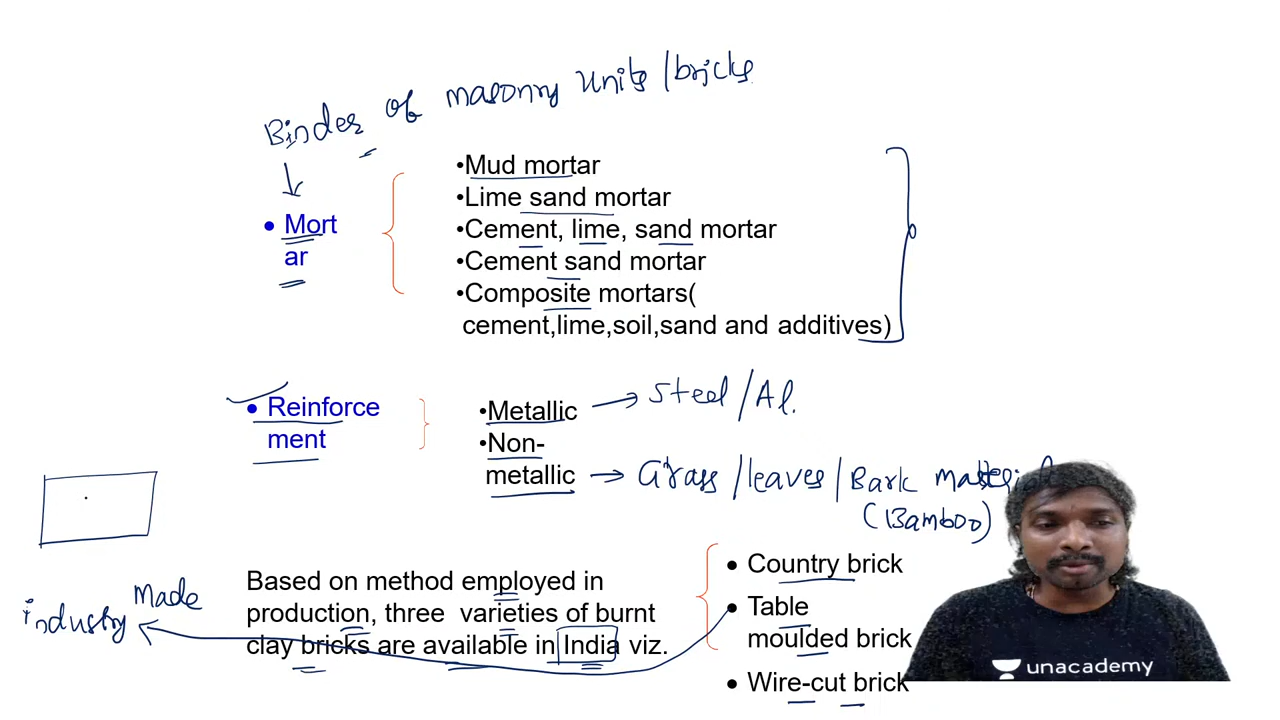 Binder of masonry units/bricks
•Mud mortar
•Lime sand mortar
• Mort
ar
•Cement, lime, sand mortar
•Cement sand mortar
•Composite mortars(
cement,lime,soil,sand and additives)
• Reinforce
ment
•Metallic → Steel/Al.
•Non-
metallic → Grass/leaves/Bark material
(Bamboo)
Based on method employed in
production, three varieties of burnt
clay bricks are available in India viz.
industry Made
• Country brick
• Table
moulded brick
• Wire-cut brick
unacademy